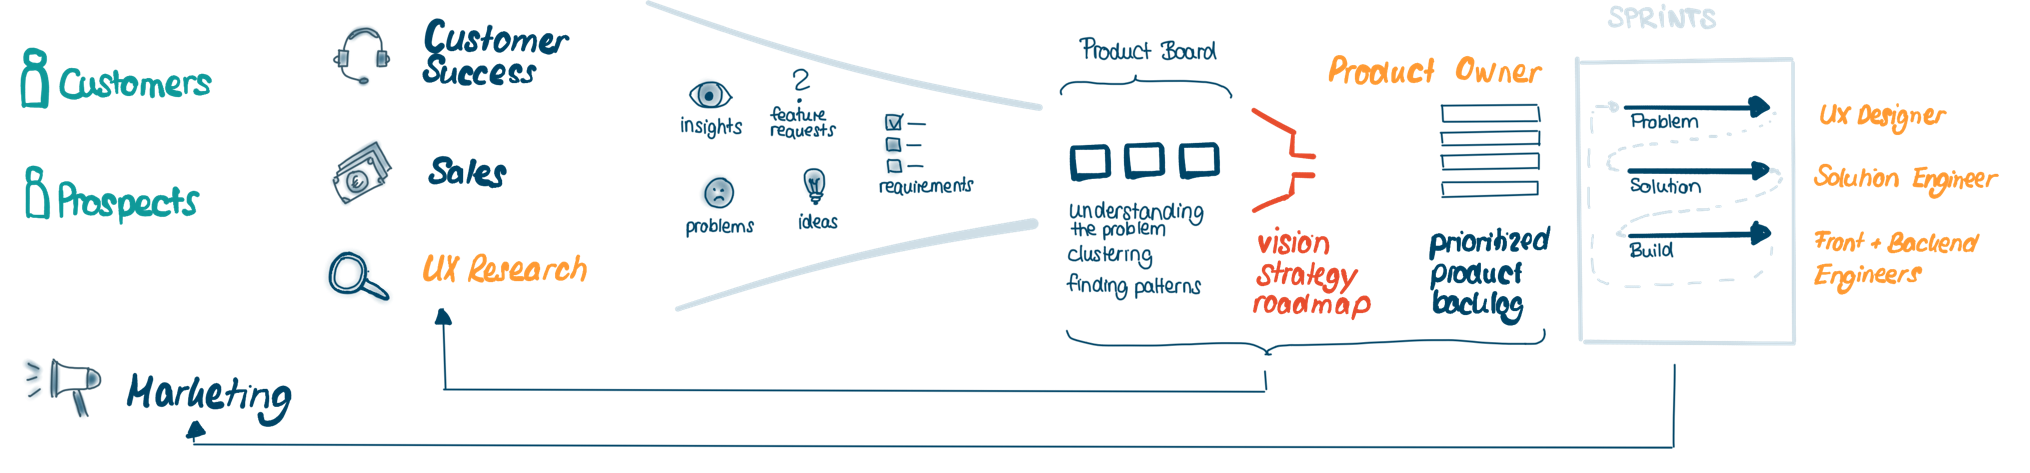 Customers
Prospects
Marketing
Customer
Success
Sales
UX Research
insights
?
feature
requests
requirements
problems
ideas
Product Board
understanding
the problem
clustering
finding patterns
vision
strategy
roadmap
Product Owner
prioritized
product
backlog
SPRINTS
Problem
Solution
Build
UX Designer
Solution Engineer
Front + Backend
Engineers